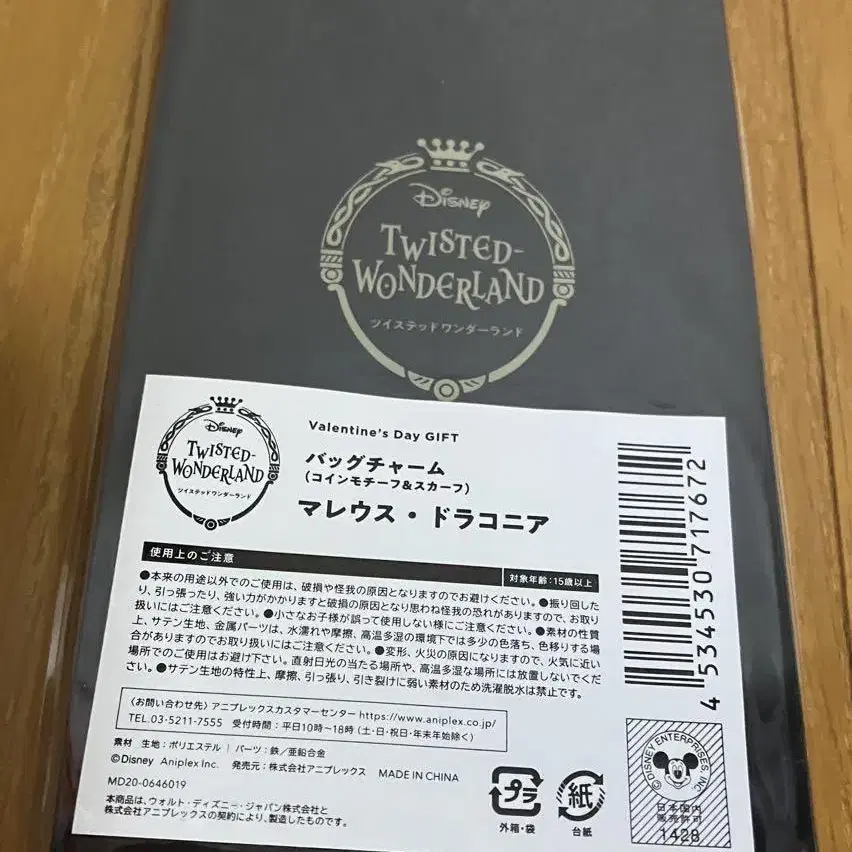 Disney
TWISTED-
WONDERLAND
ツイステッドワンダーランド
Disney
TWISTED-
WONDERLAND
ツイステッドワンダーランド
Valentine's Day GIFT
バッグチャーム
(コインモチーフ&スカーフ)
マレウス・ドラコニア
使用上のご注意
対象年齢:15歳以上
●本来の用途以外でのご使用は、破損や怪我の原因となりますのでお避けください。●振り回した
り、引っ張ったり、強い力がかかりますと破損の原因となり思わぬ怪我の恐れがありますので、お取り
扱いにはご注意ください。●小さなお子様が誤って使用しない様にご注意ください。●素材の性質
上、サテン生地、金属パーツは、水濡れや摩擦、高温多湿の環境下では多少の色落ち、色移りする場
合がありますのでお取り扱いにはご注意ください。●変形、火災の原因になりますので、火気に近い
場所でのご使用はお避け下さい。直射日光の当たる場所や、高温多湿な場所には放置しないでくだ
さい。●サテン生地の特性上、摩擦、引っ張り、引き裂けに弱い素材のため洗濯脱水は禁止です。
〈お問い合わせ先〉アニプレックスカスタマーセンター https://www.aniplex.co.jp/
TEL.03-5211-7555 受付時間:平日10時〜18時(土・日・祝日・年末年始除く)
素材 生地:ポリエステル | パーツ:鉄/亜鉛合金
©Disney Aniplex Inc. 発売元:株式会社アニプレックス MADE IN CHINA
MD20-0646019
本商品は、ウォルト・ディズニー・ジャパン株式会社と
株式会社アニプレックスの契約により、製造したものです。
プラ
外箱・袋
紙
台紙
4 534530 717672
©DISNEY ENTERPRISES INC
日本国内
販売許可
1428